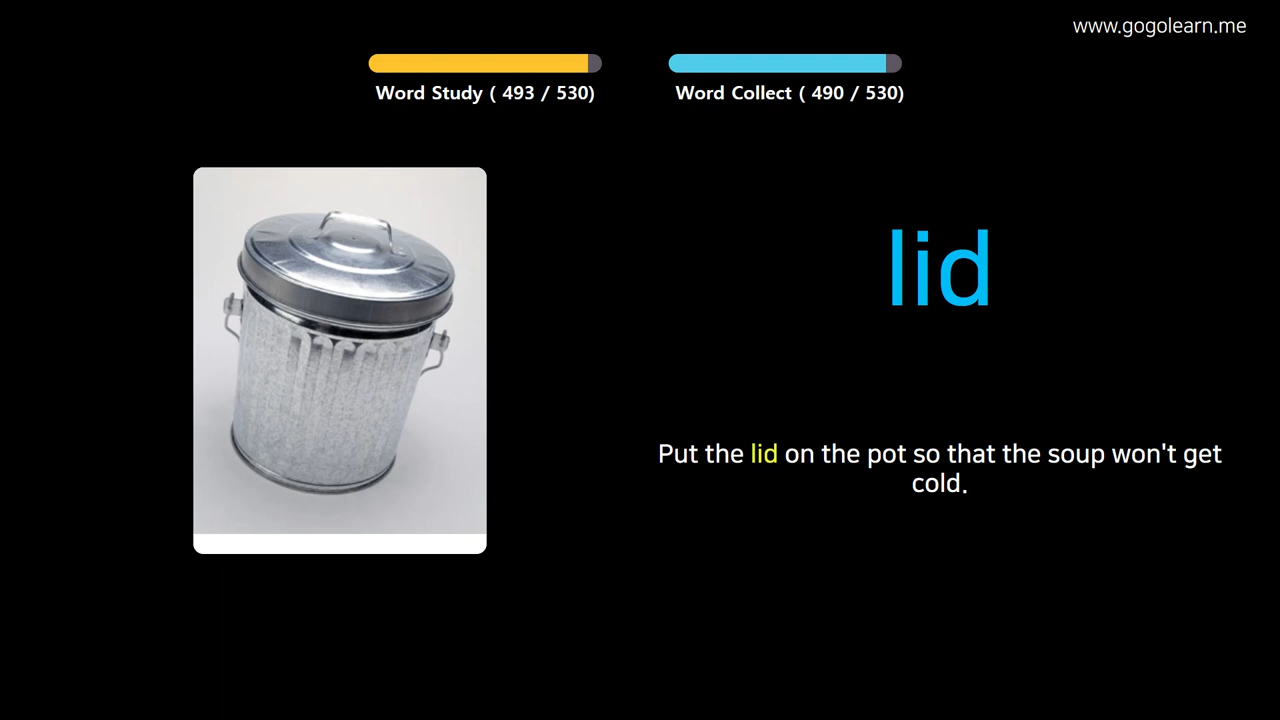 www.gogolearn.me
Word Study ( 493 / 530)
Word Collect ( 490 / 530)
lid
Put the lid on the pot so that the soup won't get
cold.